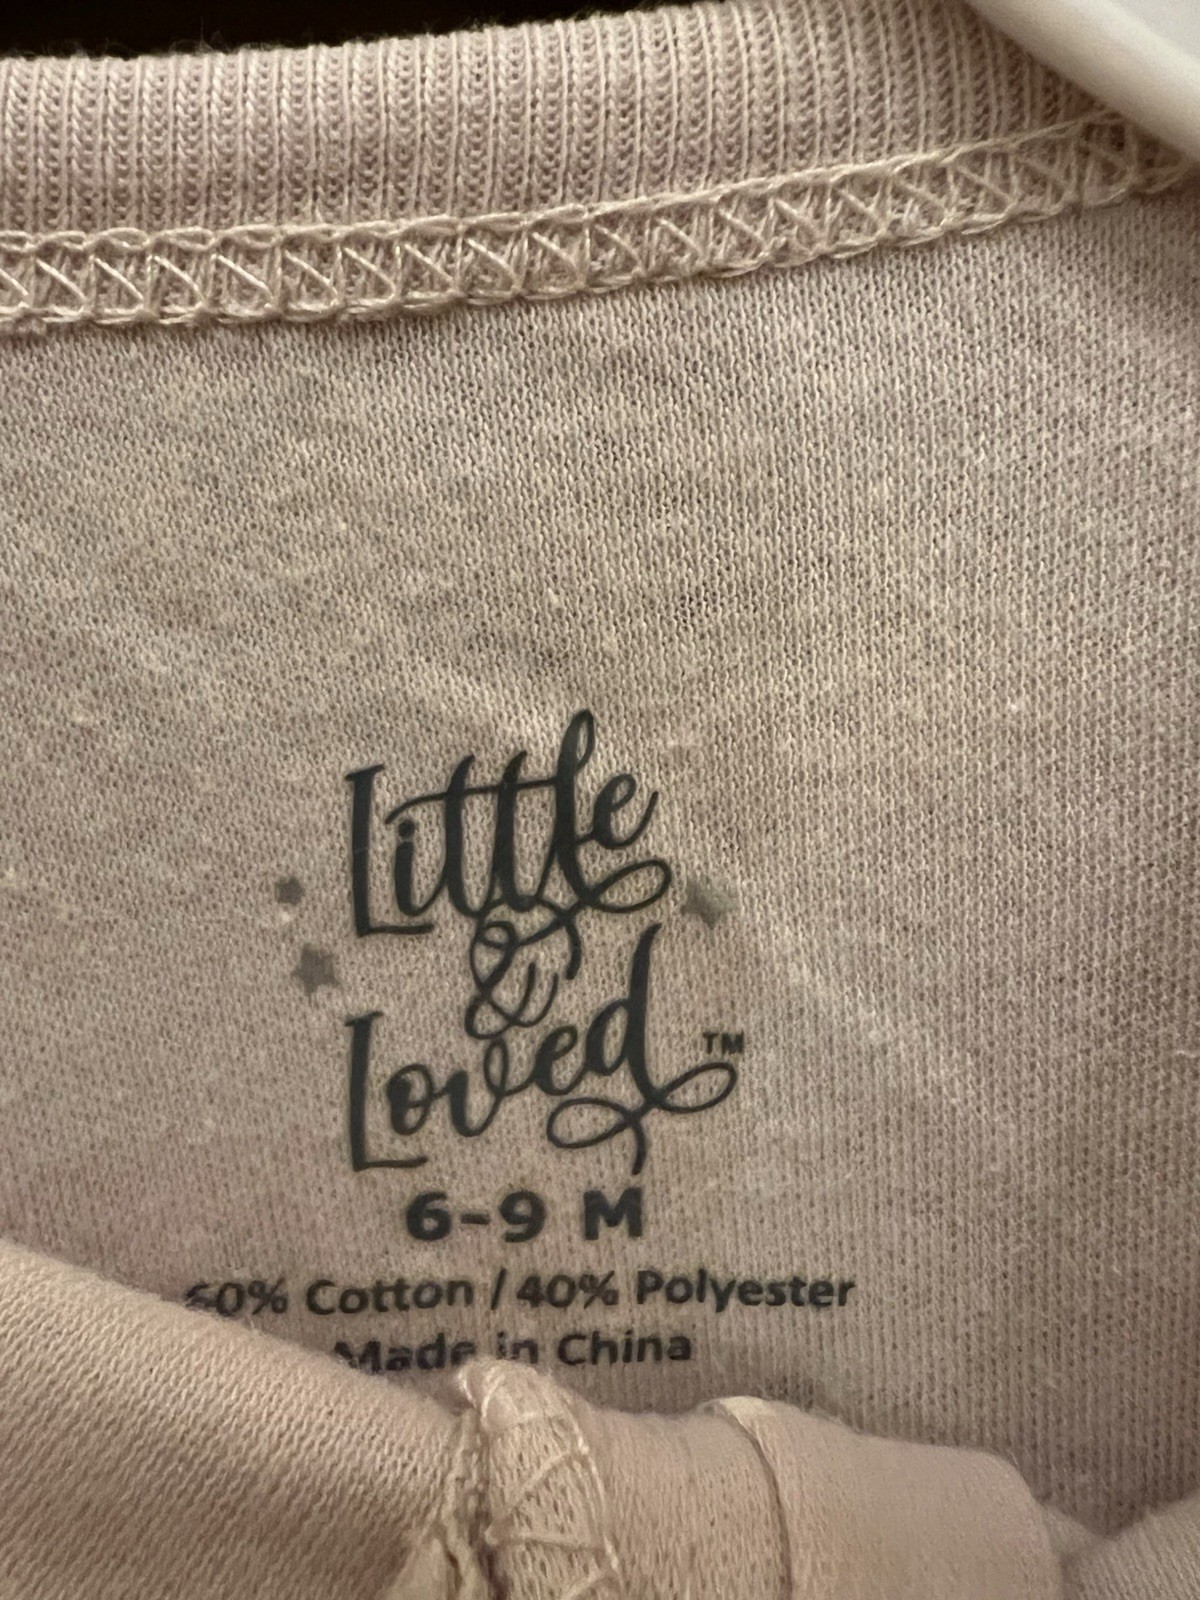 Little
&
Loved™
6-9 M
60% Cotton / 40% Polyester
Made in China